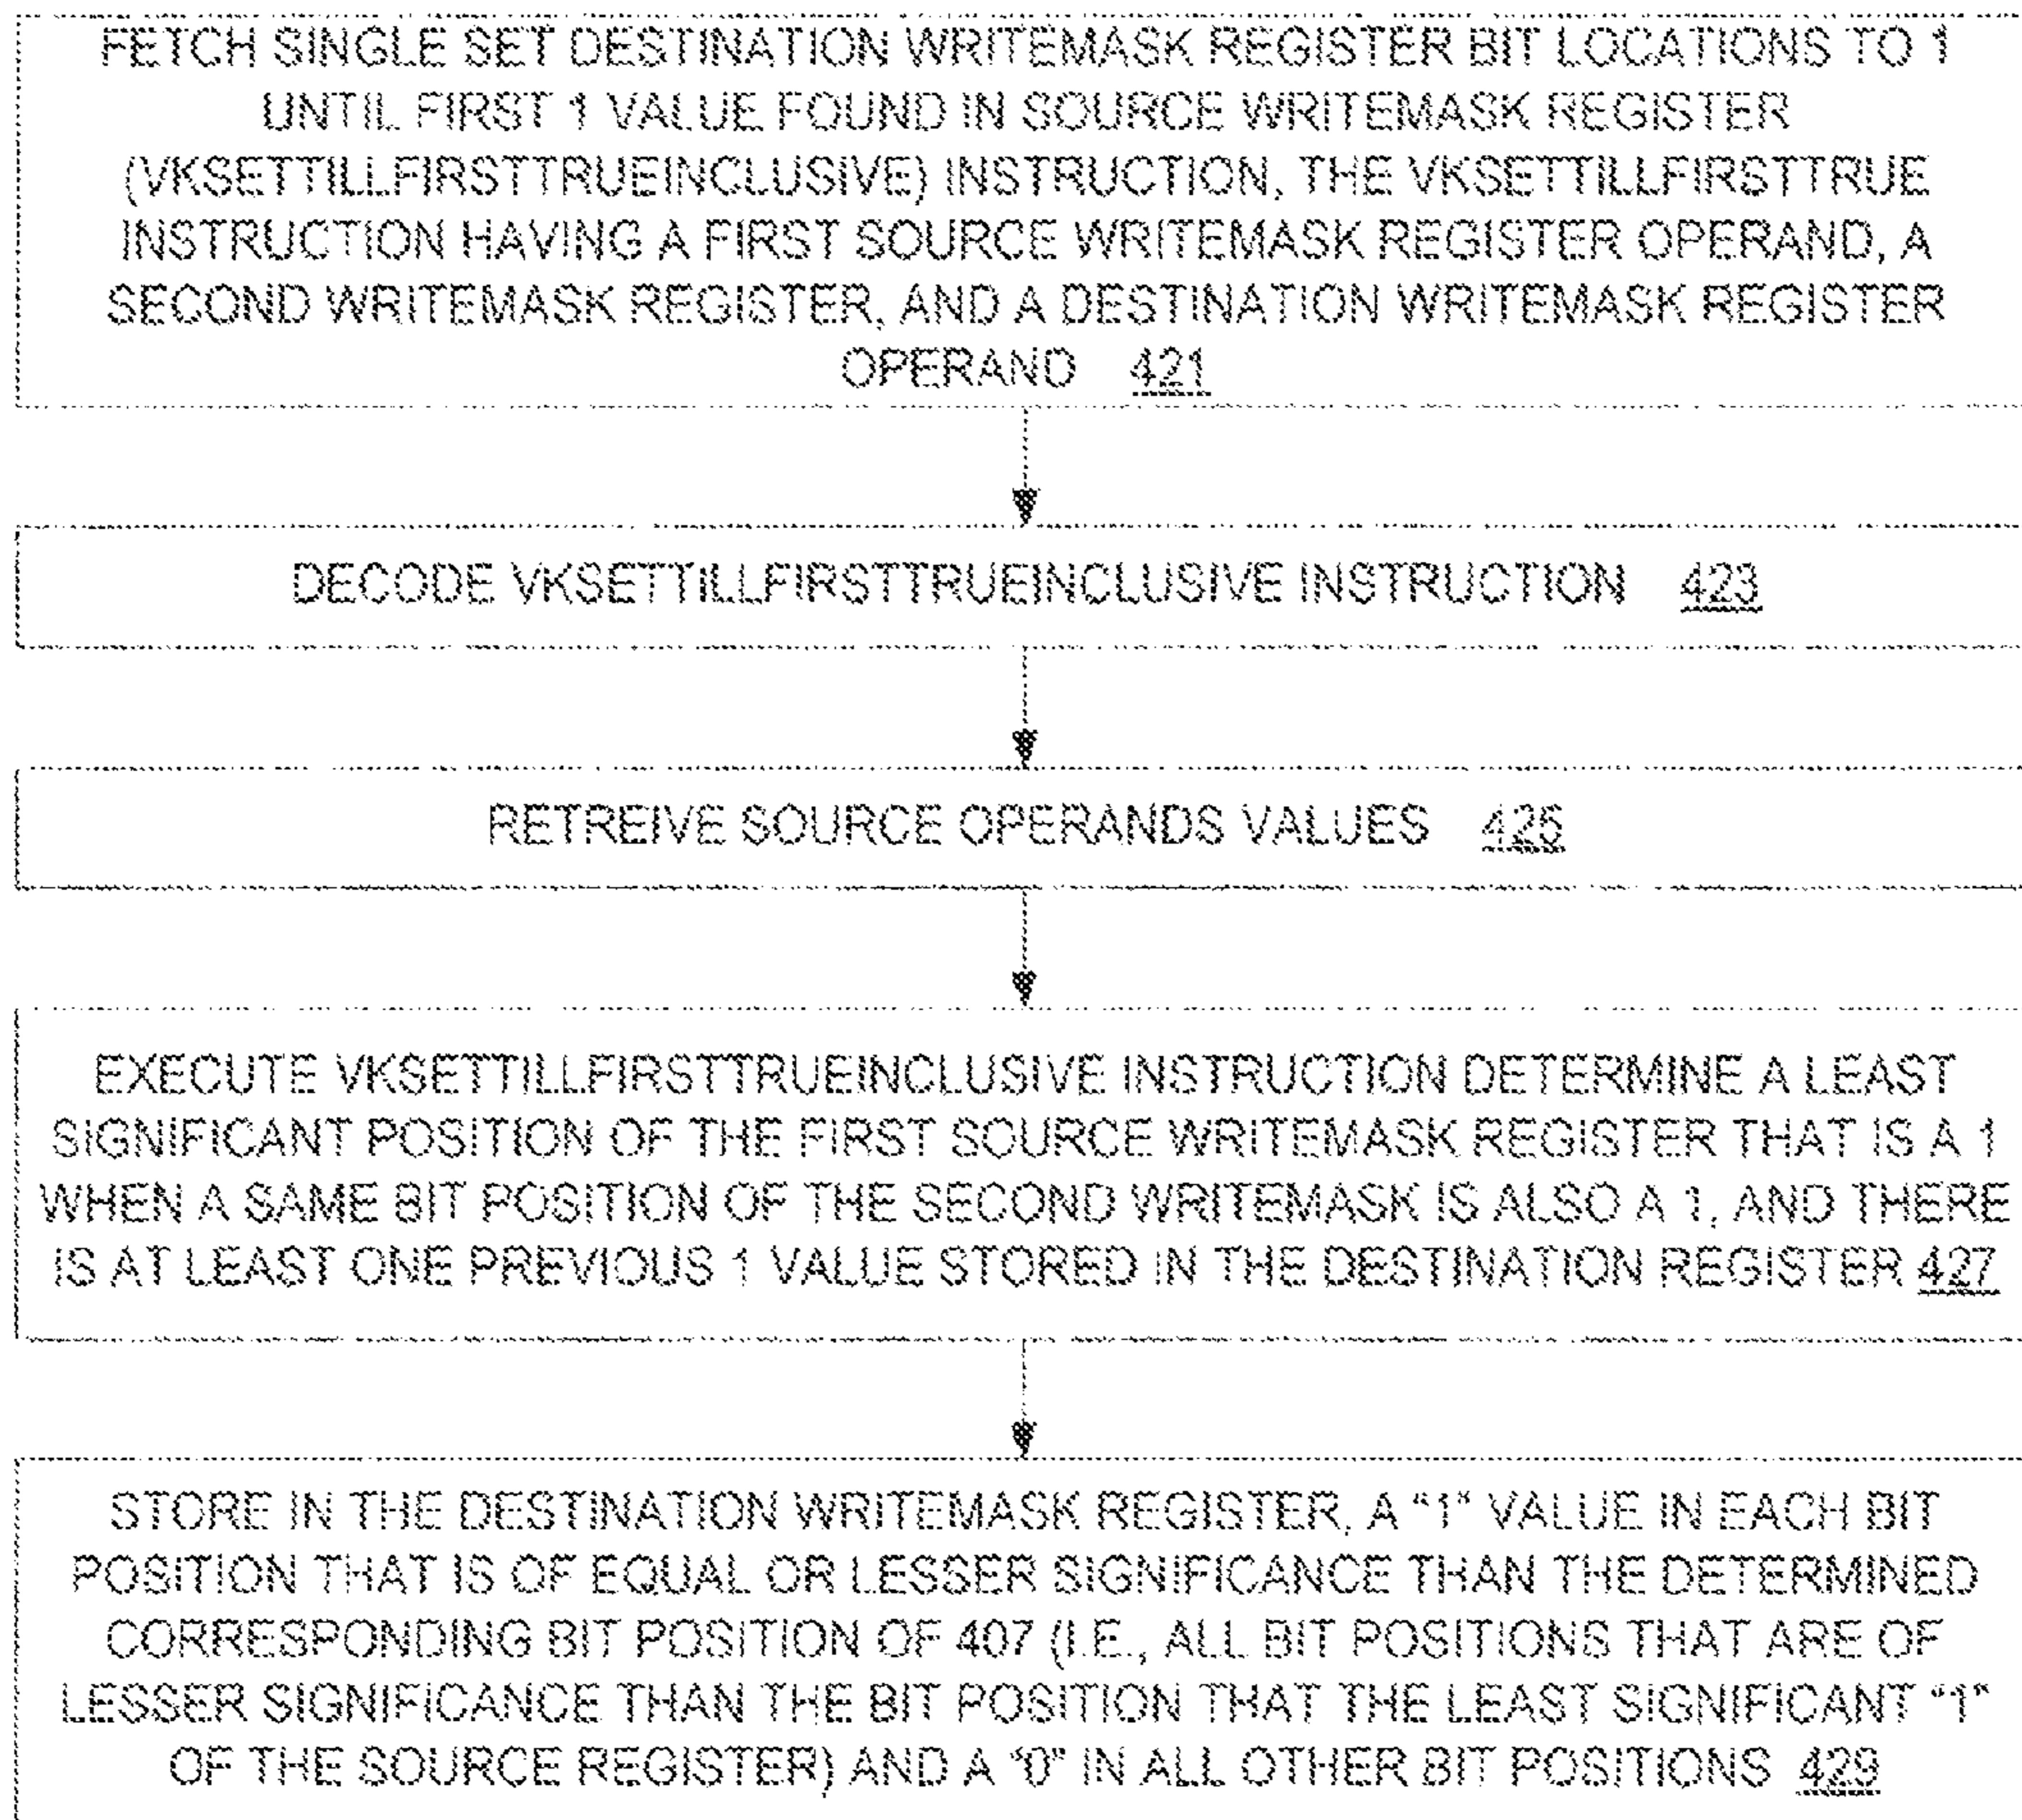 FETCH SINGLE SET DESTINATION WRITEMASK REGISTER BIT LOCATIONS TO 1
UNTIL FIRST 1 VALUE FOUND IN SOURCE WRITEMASK REGISTER
(VKSETTILLFIRSTTRUEINCLUSIVE) INSTRUCTION, THE VKSETTILLFIRSTTRUE
INSTRUCTION HAVING A FIRST SOURCE WRITEMASK REGISTER OPERAND, A
SECOND WRITEMASK REGISTER, AND A DESTINATION WRITEMASK REGISTER
OPERAND 421
DECODE VKSETTILLFIRSTTRUEINCLUSIVE INSTRUCTION 423
RETREIVE SOURCE OPERANDS VALUES 425
EXECUTE VKSETTILLFIRSTTRUEINCLUSIVE INSTRUCTION DETERMINE A LEAST
SIGNIFICANT POSITION OF THE FIRST SOURCE WRITEMASK REGISTER THAT IS A 1
WHEN A SAME BIT POSITION OF THE SECOND WRITEMASK IS ALSO A 1, AND THERE
IS AT LEAST ONE PREVIOUS 1 VALUE STORED IN THE DESTINATION REGISTER 427
STORE IN THE DESTINATION WRITEMASK REGISTER, A "1" VALUE IN EACH BIT
POSITION THAT IS OF EQUAL OR LESSER SIGNIFICANCE THAN THE DETERMINED
CORRESPONDING BIT POSITION OF 407 (I.E., ALL BIT POSITIONS THAT ARE OF
LESSER SIGNIFICANCE THAN THE BIT POSITION THAT THE LEAST SIGNIFICANT "1"
OF THE SOURCE REGISTER) AND A "0" IN ALL OTHER BIT POSITIONS 429